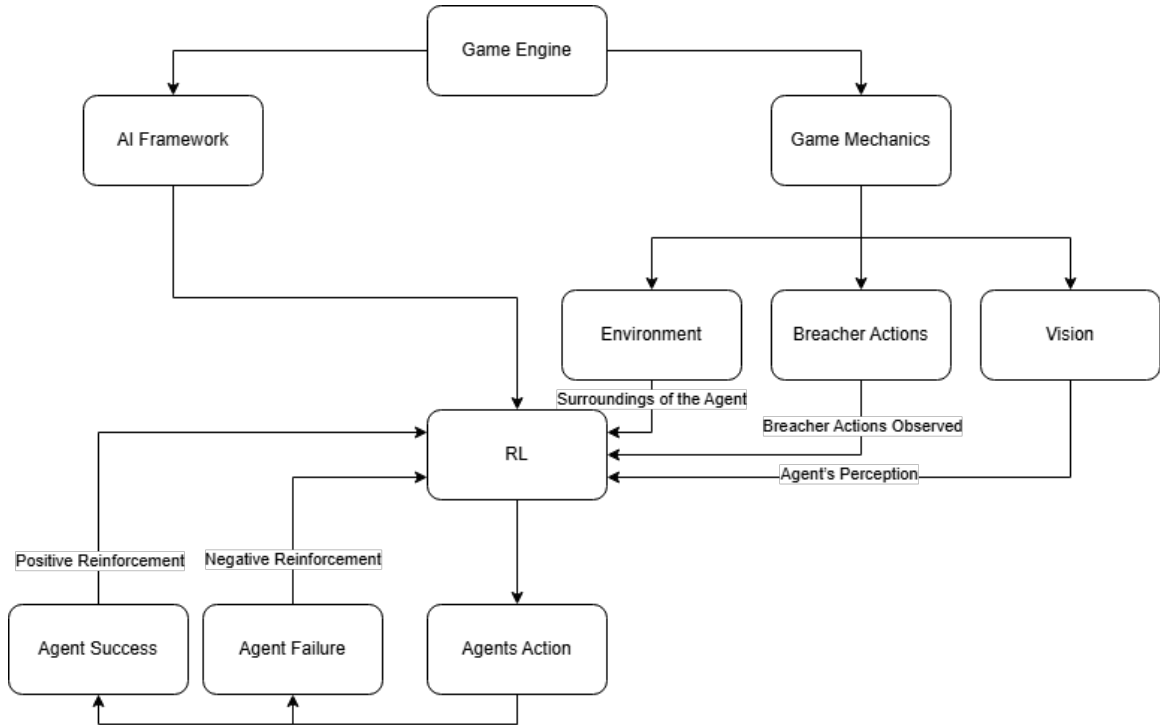 Game Engine
AI Framework
Game Mechanics
Environment
Breacher Actions
Vision
Surroundings of the Agent
Breacher Actions Observed
RL
Agent's Perception
Positive Reinforcement
Negative Reinforcement
Agent Success
Agent Failure
Agents Action